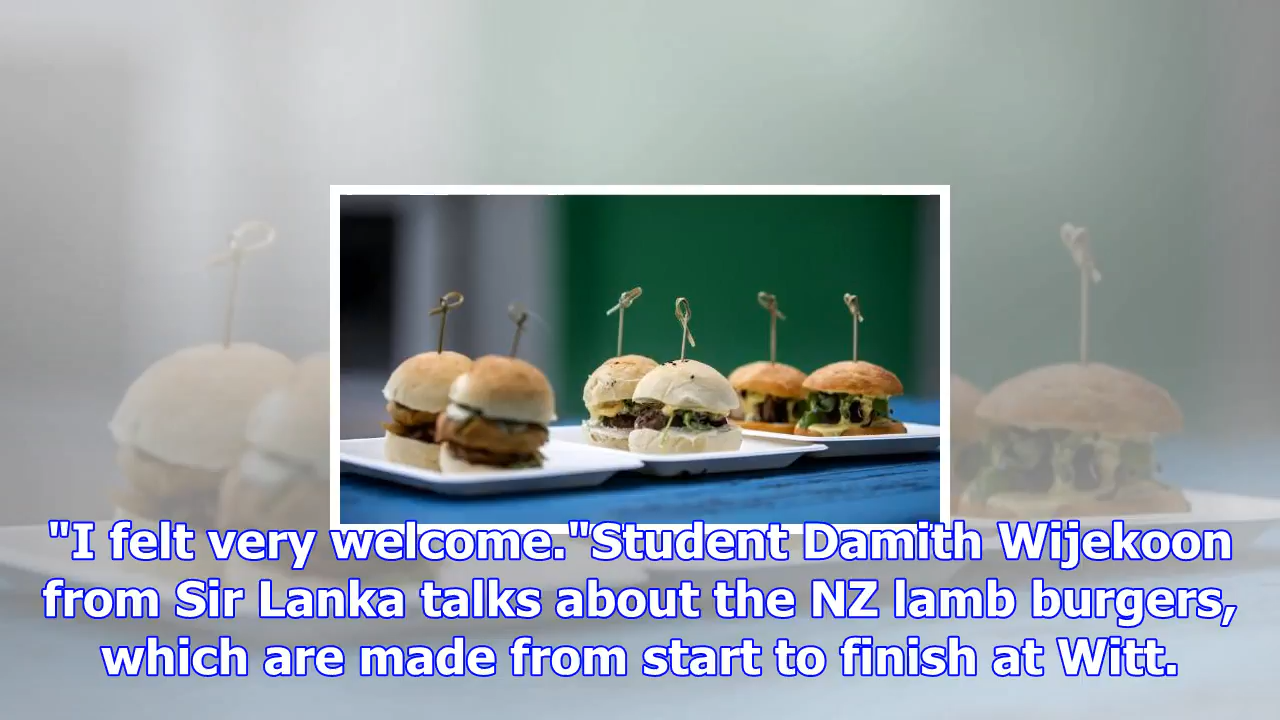 "I felt very welcome."Student Damith Wijekoon
from Sir Lanka talks about the NZ lamb burgers,
which are made from start to finish at Witt.